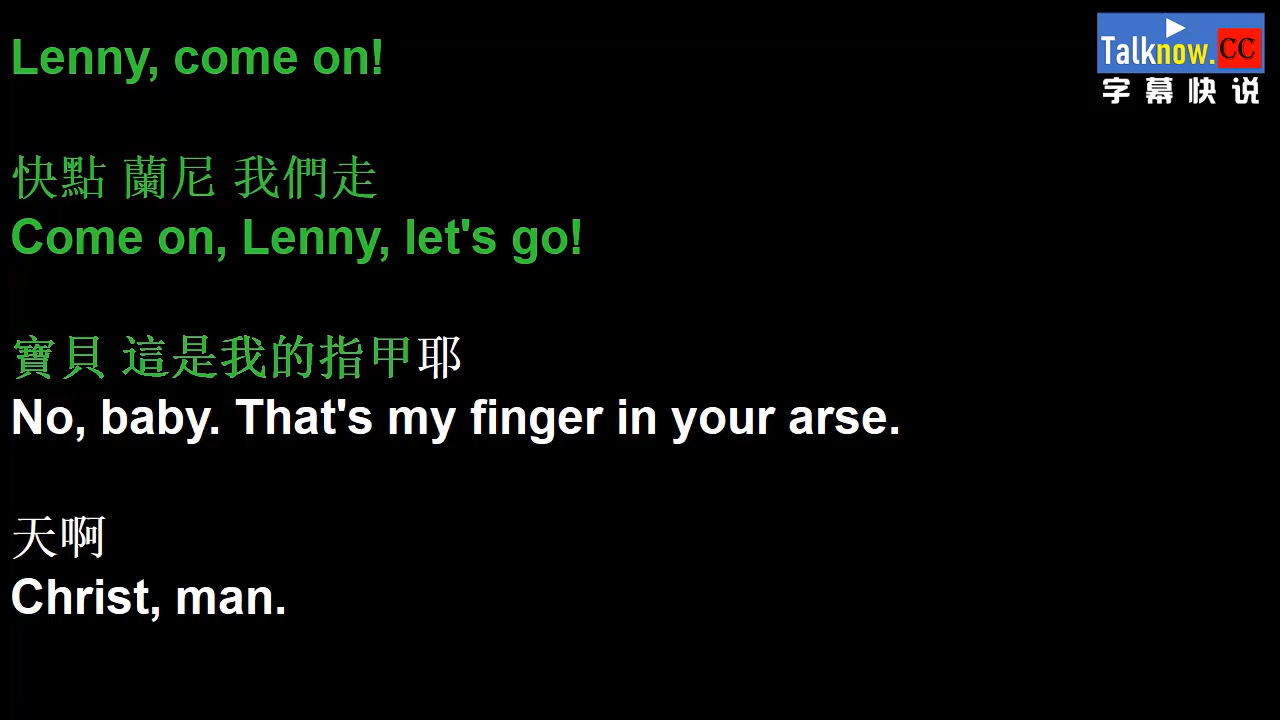 Lenny, come on!
快點 蘭尼 我們走
Come on, Lenny, let's go!
寶貝 這是我的指甲耶
No, baby. That's my finger in your arse.
天啊
Christ, man.
Talknow.CC
字幕快说